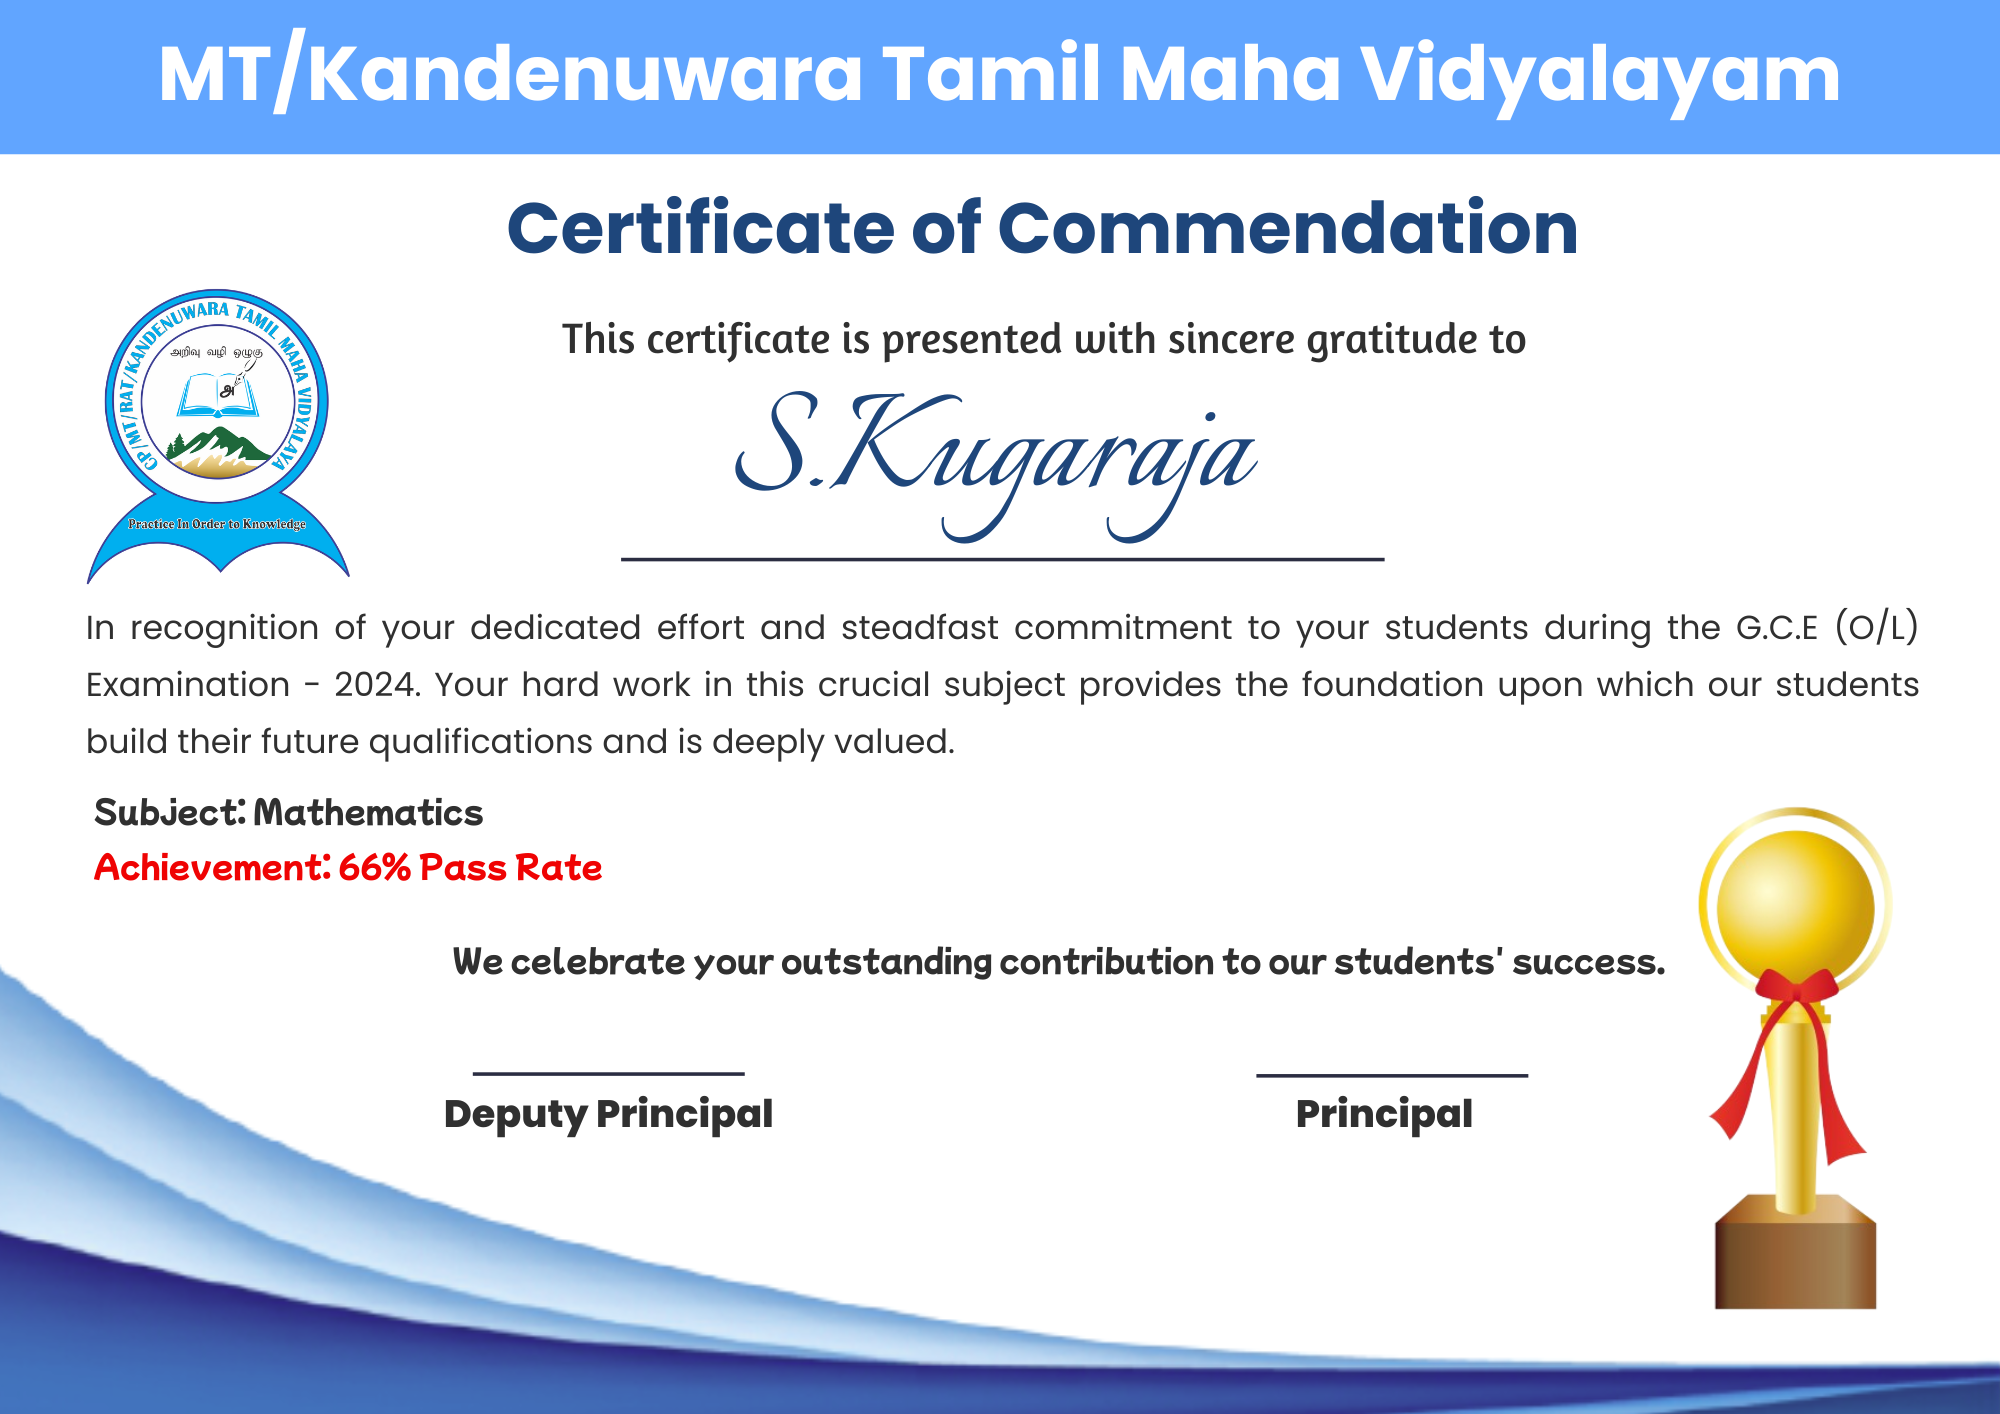 MT/Kandenuwara Tamil Maha Vidyalayam
Certificate of Commendation
CP/MT/RAT/KANDENUWARA TAMIL MAHA VIDYALAYA
அறிவு வழி ஒழுகு
அ
Practice In Order to Knowledge
This certificate is presented with sincere gratitude to
S.Kugaraja
In recognition of your dedicated effort and steadfast commitment to your students during the G.C.E (O/L)
Examination - 2024. Your hard work in this crucial subject provides the foundation upon which our students
build their future qualifications and is deeply valued.
Subject: Mathematics
Achievement: 66% Pass Rate
We celebrate your outstanding contribution to our students' success.
Deputy Principal
Principal